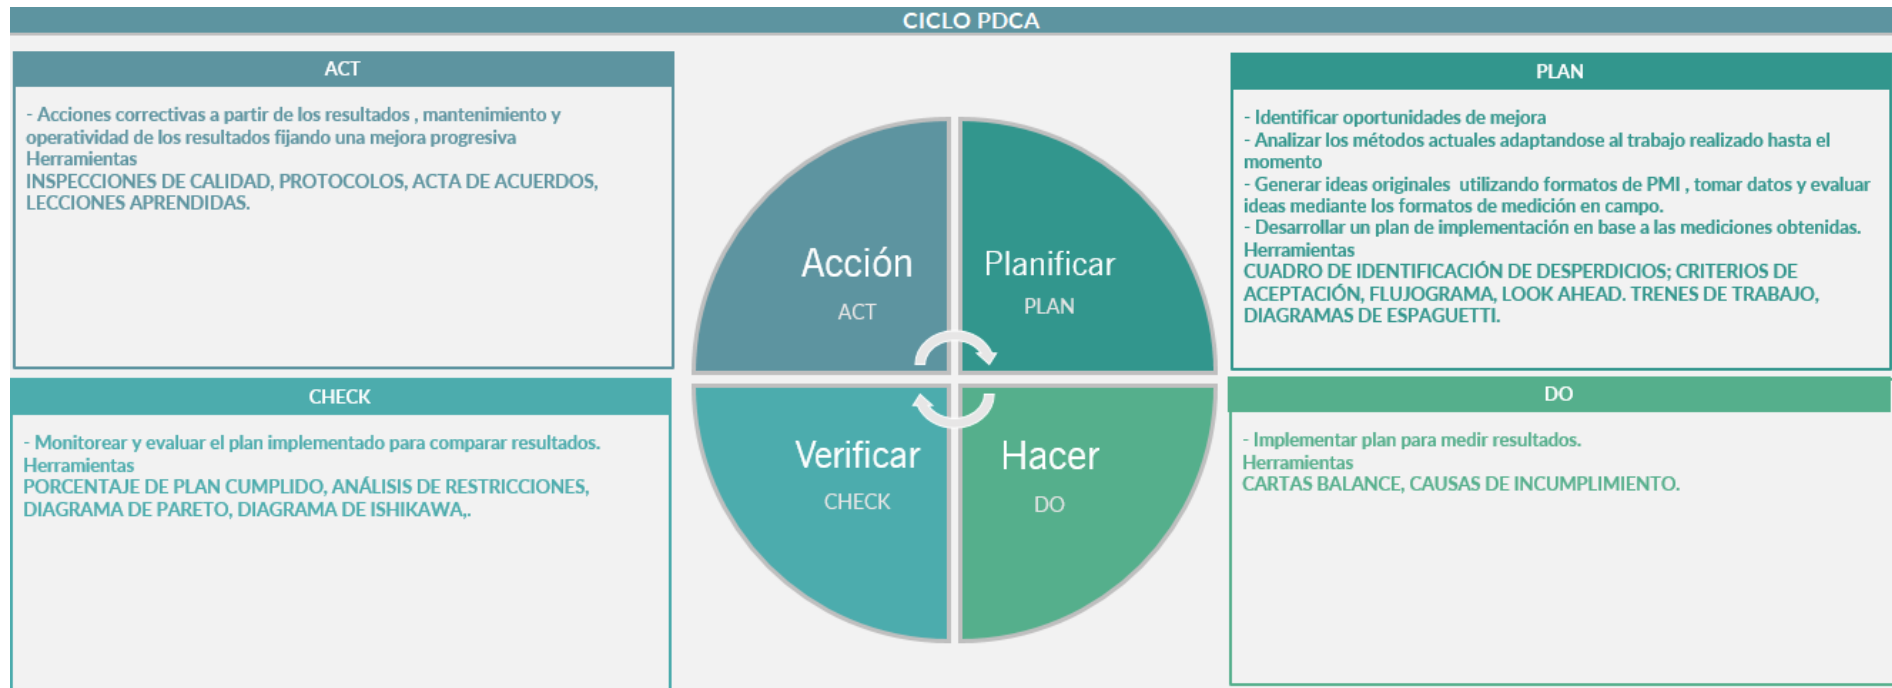 CICLO PDCA
ACT
- Acciones correctivas a partir de los resultados , mantenimiento y
operatividad de los resultados fijando una mejora progresiva
Herramientas
INSPECCIONES DE CALIDAD, PROTOCOLOS, ACTA DE ACUERDOS,
LECCIONES APRENDIDAS.
PLAN
- Identificar oportunidades de mejora
- Analizar los métodos actuales adaptandose al trabajo realizado hasta el
momento
- Generar ideas originales  utilizando formatos de PMI , tomar datos y evaluar
ideas mediante los formatos de medición en campo.
- Desarrollar un plan de implementación en base a las mediciones obtenidas.
Herramientas
CUADRO DE IDENTIFICACIÓN DE DESPERDICIOS; CRITERIOS DE
ACEPTACIÓN, FLUJOGRAMA, LOOK AHEAD. TRENES DE TRABAJO,
DIAGRAMAS DE ESPAGUETTI.
Acción
ACT
Planificar
PLAN
Verificar
CHECK
Hacer
DO
CHECK
- Monitorear y evaluar el plan implementado para comparar resultados.
Herramientas
PORCENTAJE DE PLAN CUMPLIDO, ANÁLISIS DE RESTRICCIONES,
DIAGRAMA DE PARETO, DIAGRAMA DE ISHIKAWA,.
DO
- Implementar plan para medir resultados.
Herramientas
CARTAS BALANCE, CAUSAS DE INCUMPLIMIENTO.